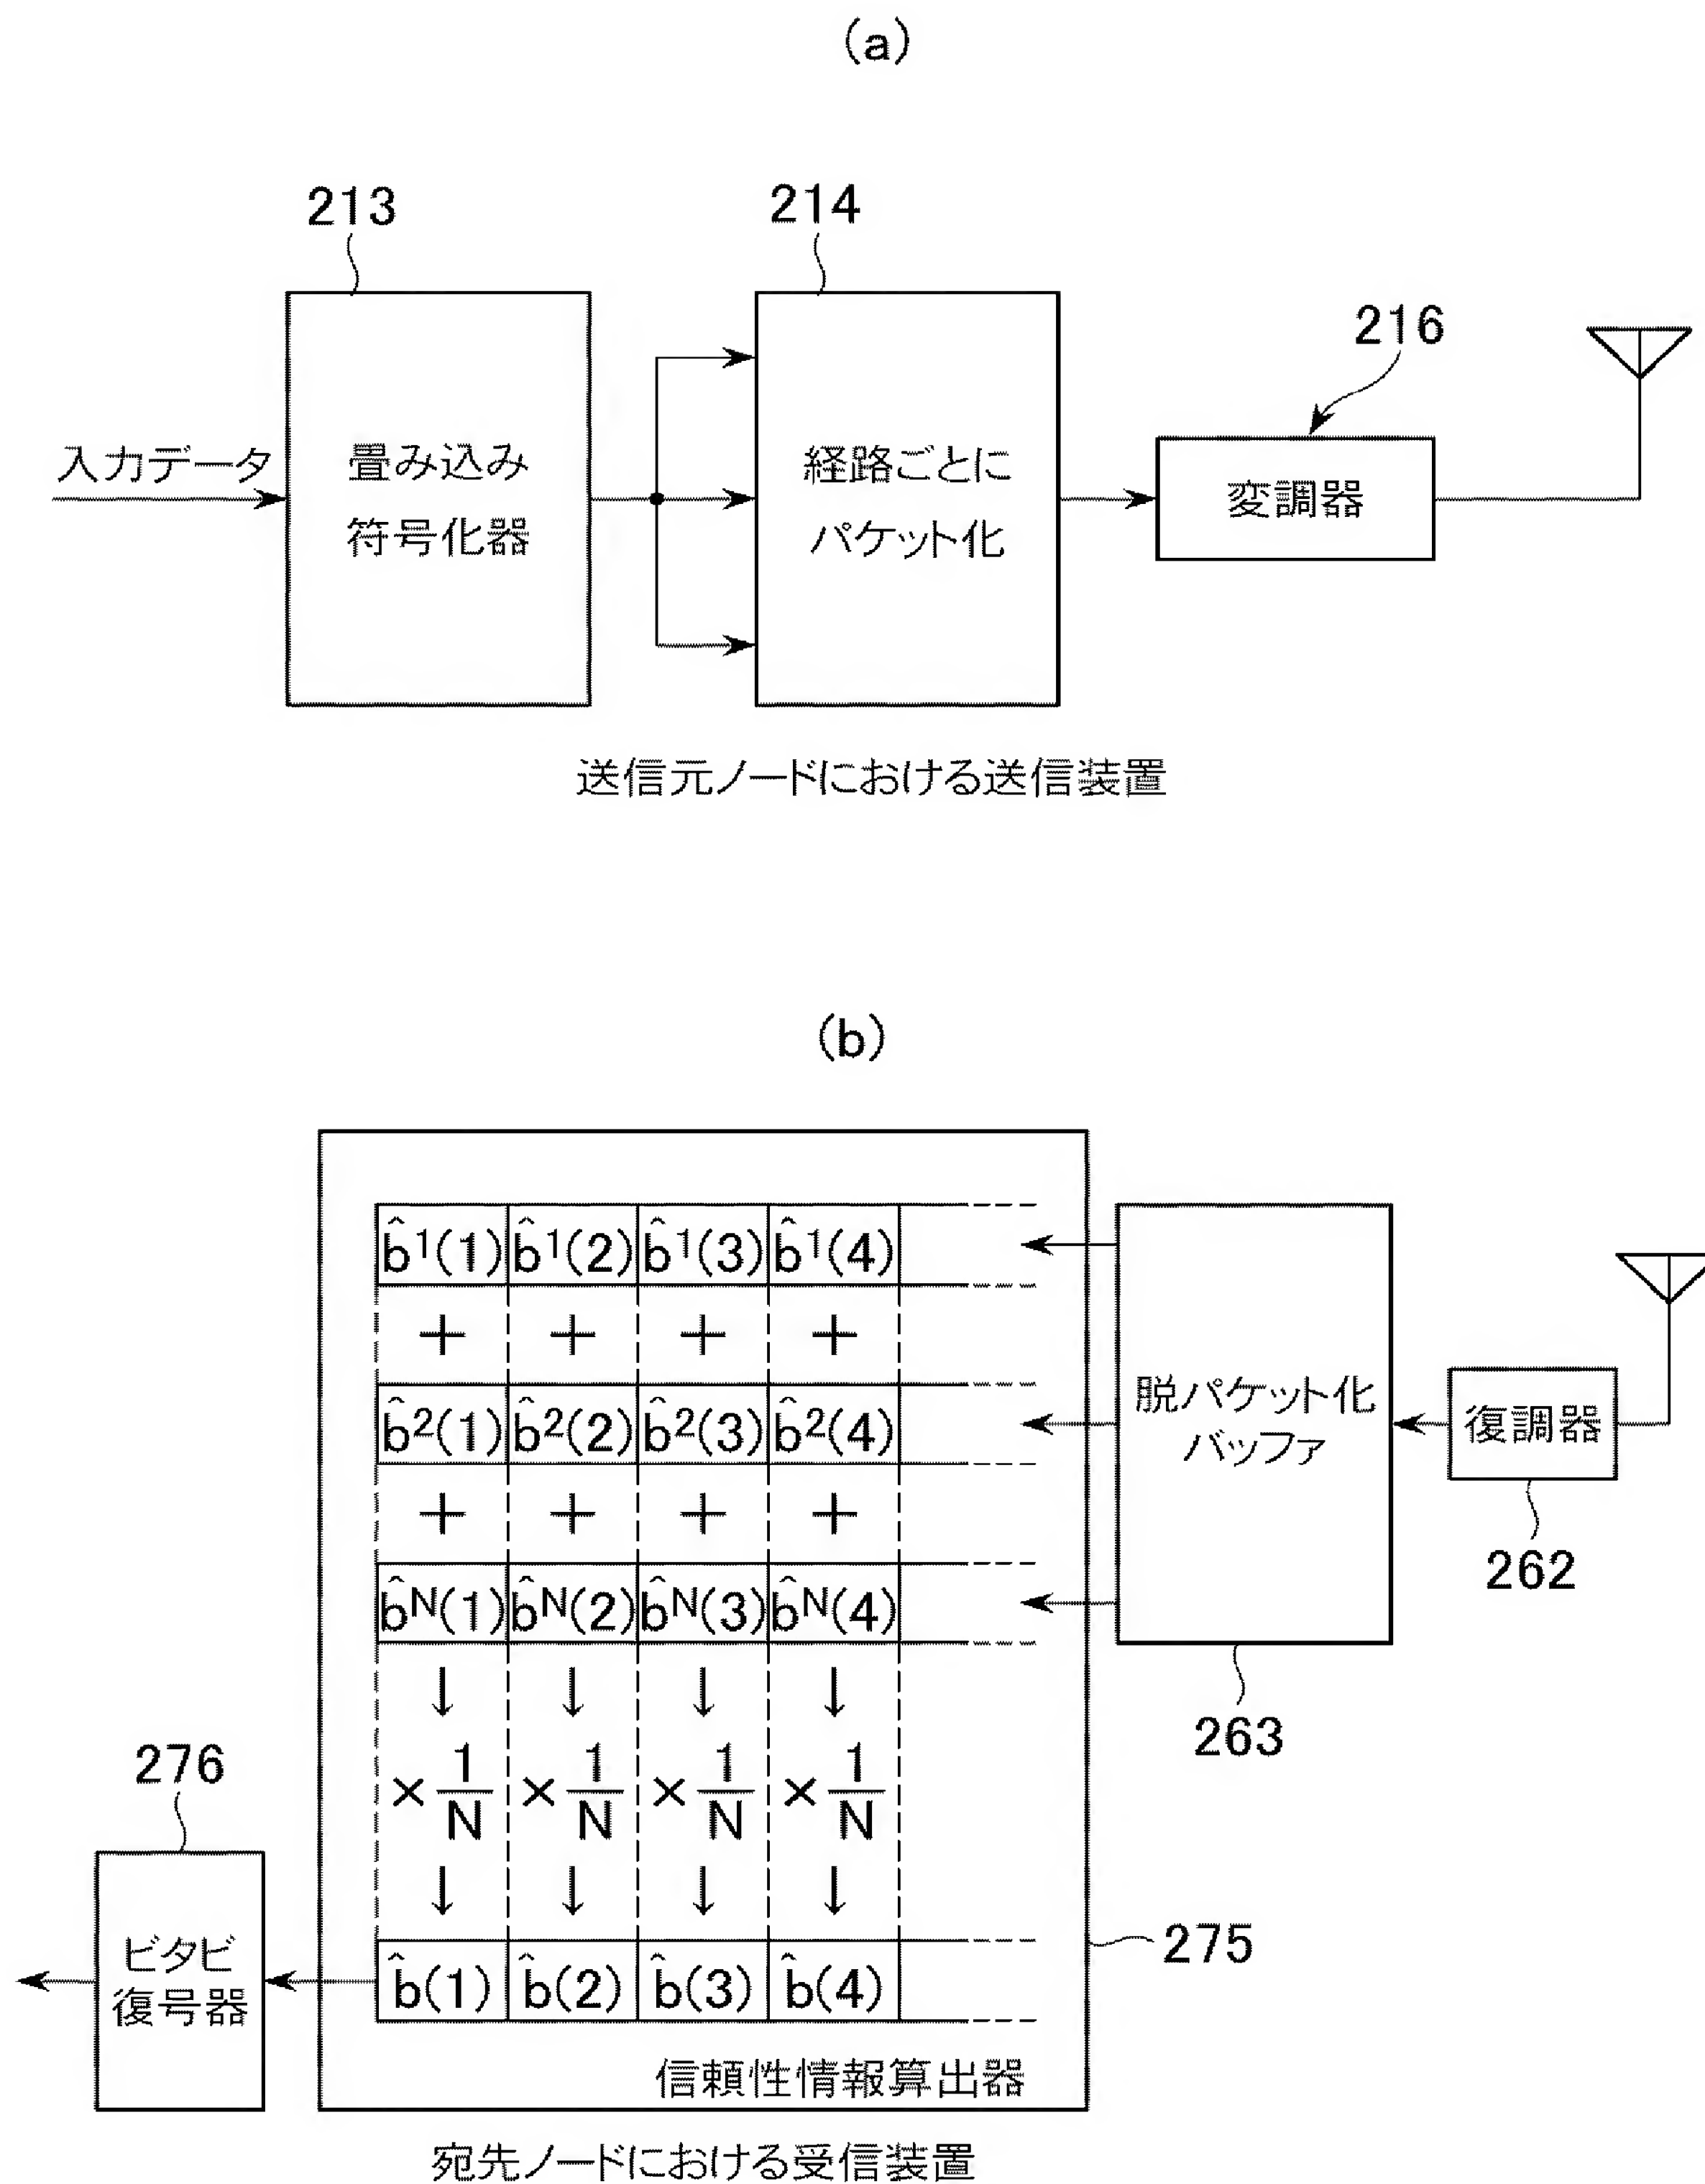 (a)
213
214
216
入力データ
畳み込み
符号化器
経路ごとに
パケット化
変調器
送信元ノードにおける送信装置
(b)
b̂¹(1) b̂¹(2) b̂¹(3) b̂¹(4)
+ + + +
b̂²(1) b̂²(2) b̂²(3) b̂²(4)
+ + + +
b̂ᴺ(1) b̂ᴺ(2) b̂ᴺ(3) b̂ᴺ(4)
↓ ↓ ↓ ↓
×1/N ×1/N ×1/N ×1/N
↓ ↓ ↓ ↓
b̂(1) b̂(2) b̂(3) b̂(4)
信頼性情報算出器
脱パケット化
バッファ
復調器
262
263
275
276
ビタビ
復号器
宛先ノードにおける受信装置